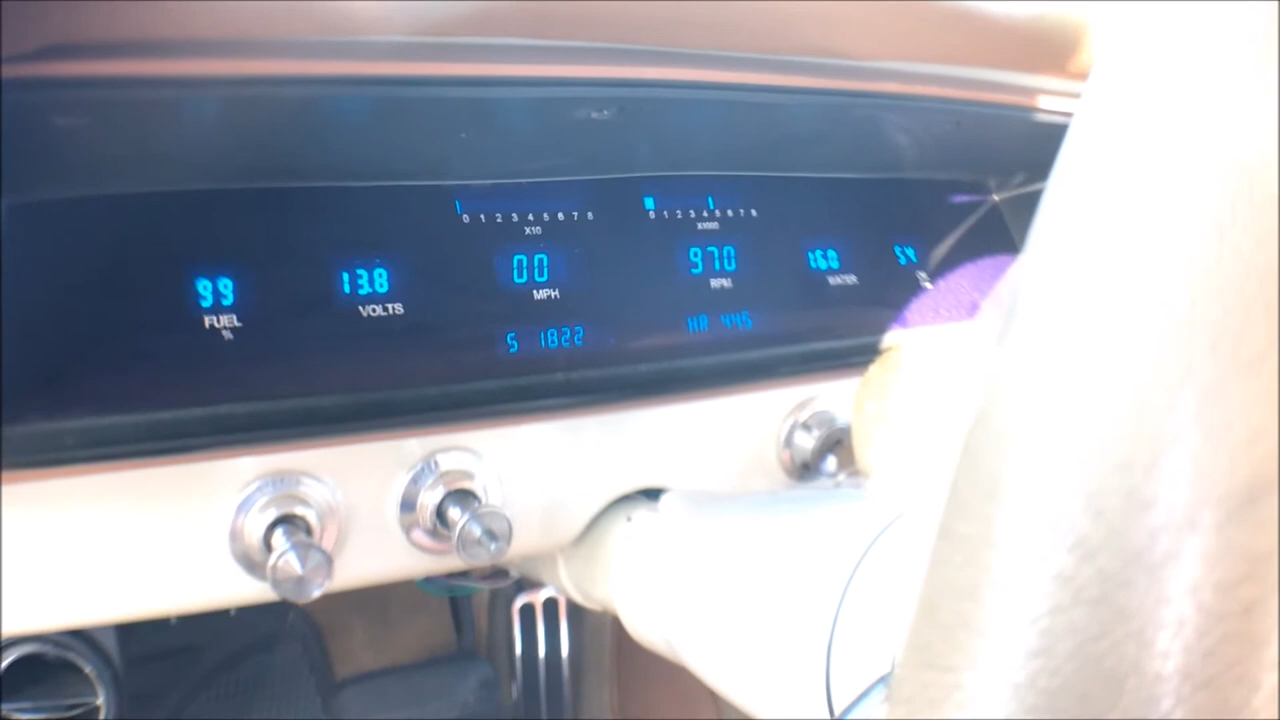 0 1 2 3 4 5 6 7 8
X10
0 1 2 3 4 5 6 7 8
X1000
99
FUEL
%
13.8
VOLTS
00
MPH
970
RPM
160
WATER
54
S 1822
HR 445